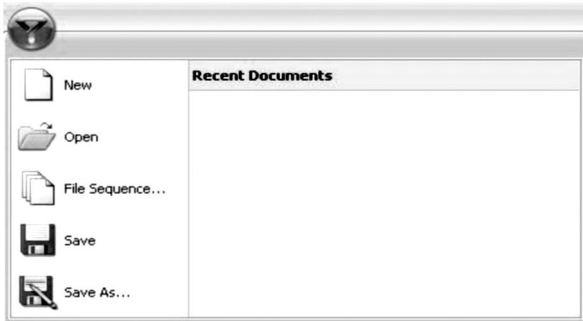 New
Open
File Sequence...
Save
Save As...
Recent Documents